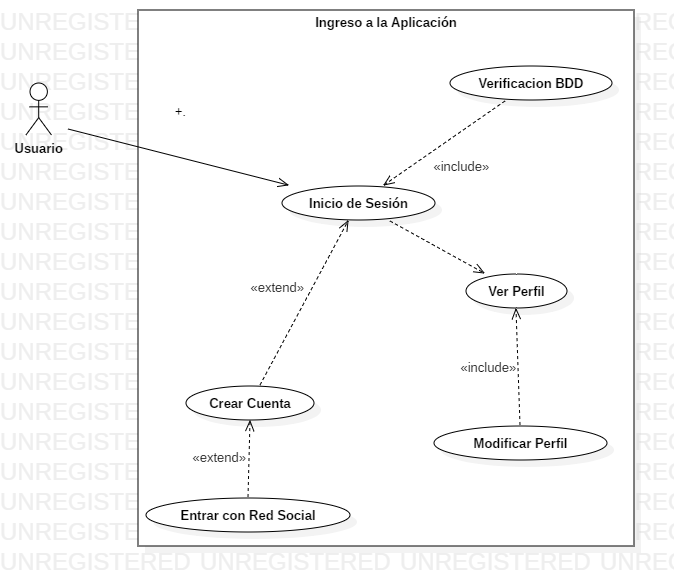 Ingreso a la Aplicación
Verificacion BDD
+.
Usuario
«include»
Inicio de Sesión
«extend»
Ver Perfil
«include»
Crear Cuenta
Modificar Perfil
«extend»
Entrar con Red Social
UNREGISTERED UNREGISTERED UNREGISTERED UNREGISTERED